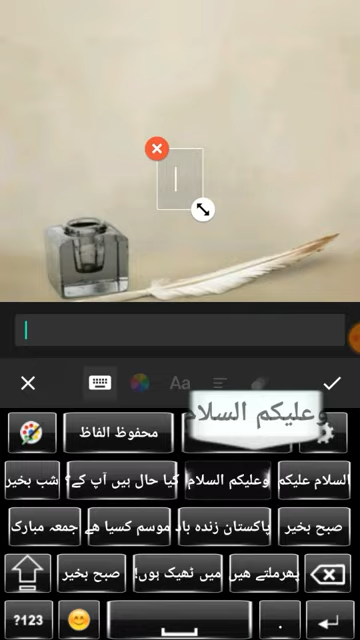 Aa
وعلیکم السلام
محفوظ الفاظ
السلام علیکم وعلیکم السلام کیا حال ہیں آپ کے؟ شب بخیر
صبح بخیر پاکستان زندہ باد موسم کسیا ھے جمعہ مبارک
پھرملتے ھیں میں ٹھیک ہوں! صبح بخیر
?123 .